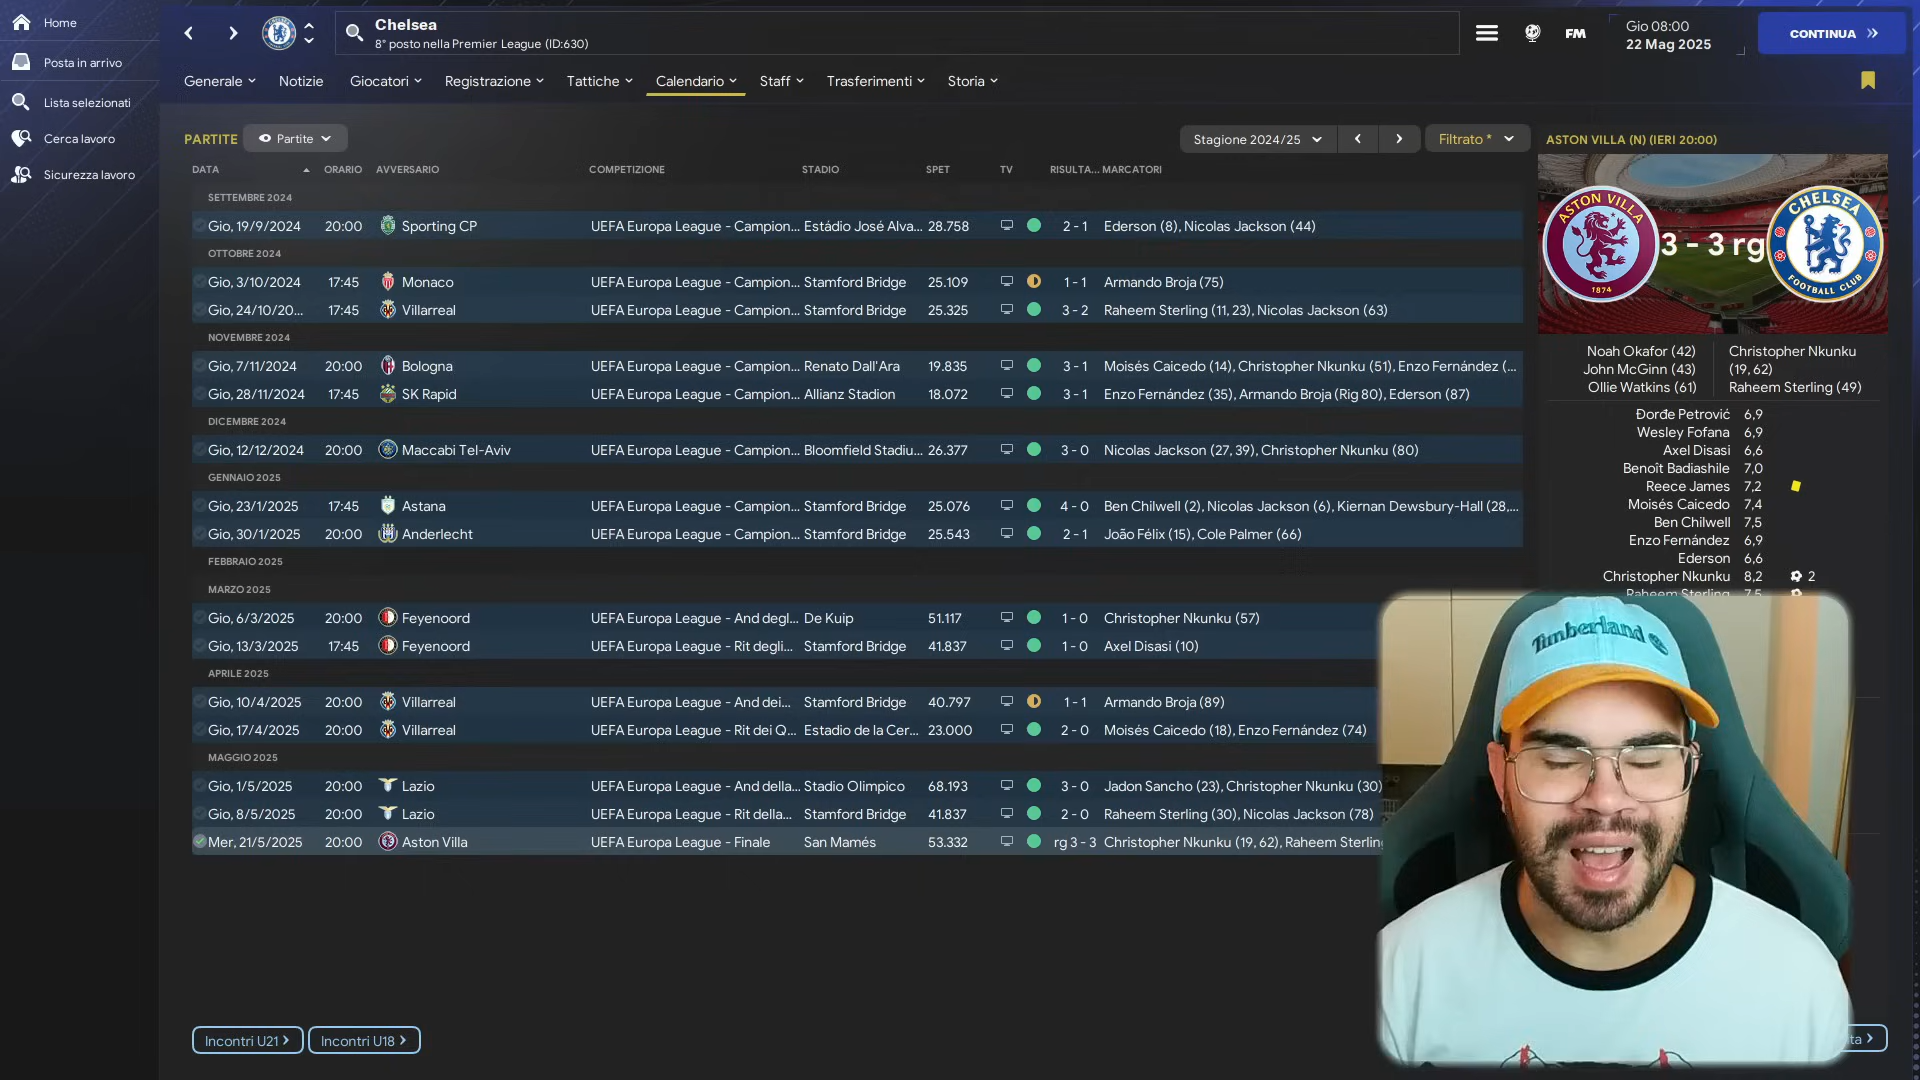 Home
Posta in arrivo
Lista selezionati
Cerca lavoro
Sicurezza lavoro
Chelsea
8° posto nella Premier League (ID:630)
FM
Gio 08:00
22 Mag 2025
CONTINUA
Generale Notizie Giocatori Registrazione Tattiche Calendario Staff Trasferimenti Storia
PARTITE Partite Stagione 2024/25 Filtrato *
DATA ORARIO AVVERSARIO COMPETIZIONE STADIO SPET TV RISULTA... MARCATORI
SETTEMBRE 2024
Gio, 19/9/2024 20:00 Sporting CP UEFA Europa League - Campion... Estádio José Alva... 28.758 2 - 1 Ederson (8), Nicolas Jackson (44)
OTTOBRE 2024
Gio, 3/10/2024 17:45 Monaco UEFA Europa League - Campion... Stamford Bridge 25.109 1 - 1 Armando Broja (75)
Gio, 24/10/20... 17:45 Villarreal UEFA Europa League - Campion... Stamford Bridge 25.325 3 - 2 Raheem Sterling (11, 23), Nicolas Jackson (63)
NOVEMBRE 2024
Gio, 7/11/2024 20:00 Bologna UEFA Europa League - Campion... Renato Dall'Ara 19.835 3 - 1 Moisés Caicedo (14), Christopher Nkunku (51), Enzo Fernández (...
Gio, 28/11/2024 17:45 SK Rapid UEFA Europa League - Campion... Allianz Stadion 18.072 3 - 1 Enzo Fernández (35), Armando Broja (Rig 80), Ederson (87)
DICEMBRE 2024
Gio, 12/12/2024 20:00 Maccabi Tel-Aviv UEFA Europa League - Campion... Bloomfield Stadiu... 26.377 3 - 0 Nicolas Jackson (27, 39), Christopher Nkunku (80)
GENNAIO 2025
Gio, 23/1/2025 17:45 Astana UEFA Europa League - Campion... Stamford Bridge 25.076 4 - 0 Ben Chilwell (2), Nicolas Jackson (6), Kiernan Dewsbury-Hall (28,...
Gio, 30/1/2025 20:00 Anderlecht UEFA Europa League - Campion... Stamford Bridge 25.543 2 - 1 João Félix (15), Cole Palmer (66)
FEBBRAIO 2025
MARZO 2025
Gio, 6/3/2025 20:00 Feyenoord UEFA Europa League - And degl... De Kuip 51.117 1 - 0 Christopher Nkunku (57)
Gio, 13/3/2025 17:45 Feyenoord UEFA Europa League - Rit degli... Stamford Bridge 41.837 1 - 0 Axel Disasi (10)
APRILE 2025
Gio, 10/4/2025 20:00 Villarreal UEFA Europa League - And dei... Stamford Bridge 40.797 1 - 1 Armando Broja (89)
Gio, 17/4/2025 20:00 Villarreal UEFA Europa League - Rit dei Q... Estadio de la Cer... 23.000 2 - 0 Moisés Caicedo (18), Enzo Fernández (74)
MAGGIO 2025
Gio, 1/5/2025 20:00 Lazio UEFA Europa League - And della... Stadio Olimpico 68.193 3 - 0 Jadon Sancho (23), Christopher Nkunku (30)
Gio, 8/5/2025 20:00 Lazio UEFA Europa League - Rit della... Stamford Bridge 41.837 2 - 0 Raheem Sterling (30), Nicolas Jackson (78)
Mer, 21/5/2025 20:00 Aston Villa UEFA Europa League - Finale San Mamés 53.332 rg 3 - 3 Christopher Nkunku (19, 62), Raheem Sterling
Incontri U21 Incontri U18
ASTON VILLA (N) (IERI 20:00)
ASTON VILLA
1874
3 - 3 rg
CHELSEA
FOOTBALL CLUB
Noah Okafor (42)
John McGinn (43)
Ollie Watkins (61)
Christopher Nkunku
(19, 62)
Raheem Sterling (49)
Đorđe Petrović 6,9
Wesley Fofana 6,9
Axel Disasi 6,6
Benoît Badiashile 7,0
Reece James 7,2
Moisés Caicedo 7,4
Ben Chilwell 7,5
Enzo Fernández 6,9
Ederson 6,6
Christopher Nkunku 8,2 2
Raheem Sterling 7,5
Timberland
ta